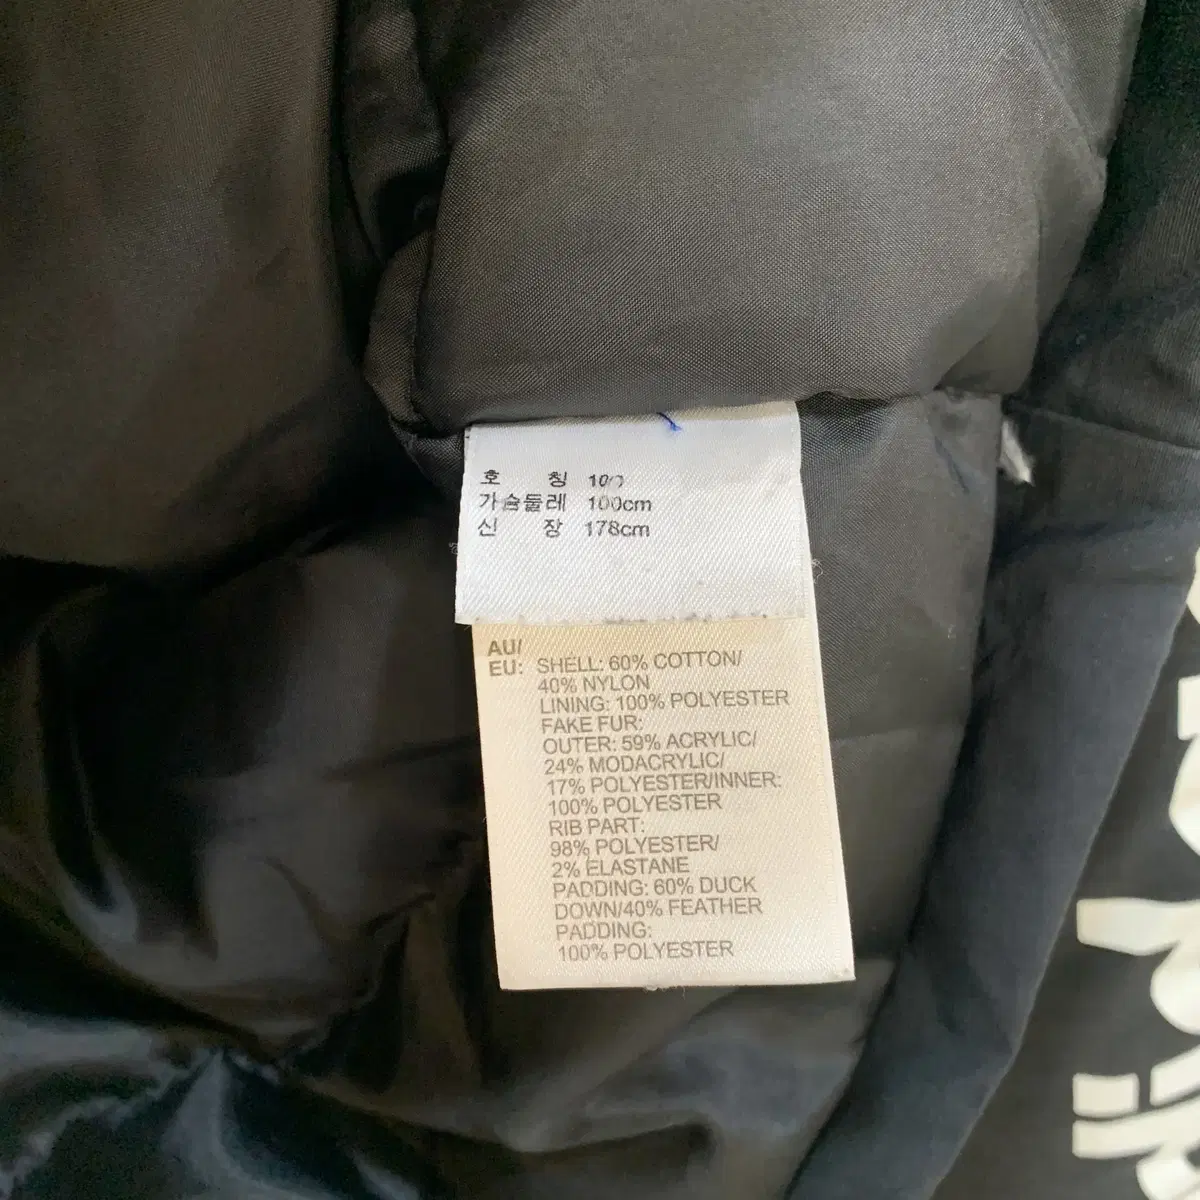 호 칭 100
가슴둘레 100cm
신 장 178cm
AU/
EU: SHELL: 60% COTTON/
40% NYLON
LINING: 100% POLYESTER
FAKE FUR:
OUTER: 59% ACRYLIC/
24% MODACRYLIC/
17% POLYESTER/INNER:
100% POLYESTER
RIB PART:
98% POLYESTER/
2% ELASTANE
PADDING: 60% DUCK
DOWN/40% FEATHER
PADDING:
100% POLYESTER